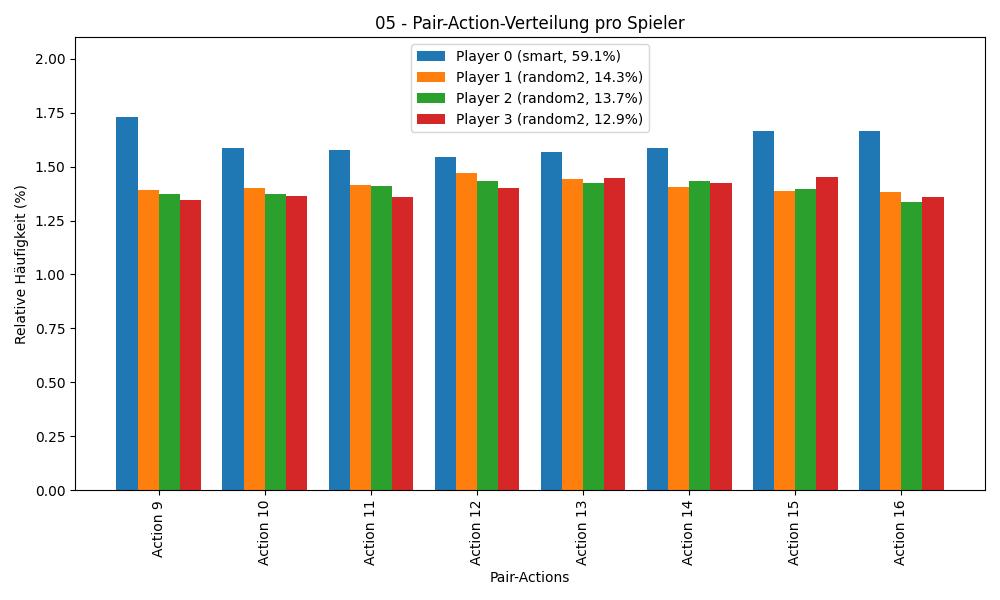 05 - Pair-Action-Verteilung pro Spieler
Player 0 (smart, 59.1%)
Player 1 (random2, 14.3%)
Player 2 (random2, 13.7%)
Player 3 (random2, 12.9%)
Relative Häufigkeit (%)
2.00
1.75
1.50
1.25
1.00
0.75
0.50
0.25
0.00
Action 9
Action 10
Action 11
Action 12
Action 13
Action 14
Action 15
Action 16
Pair-Actions